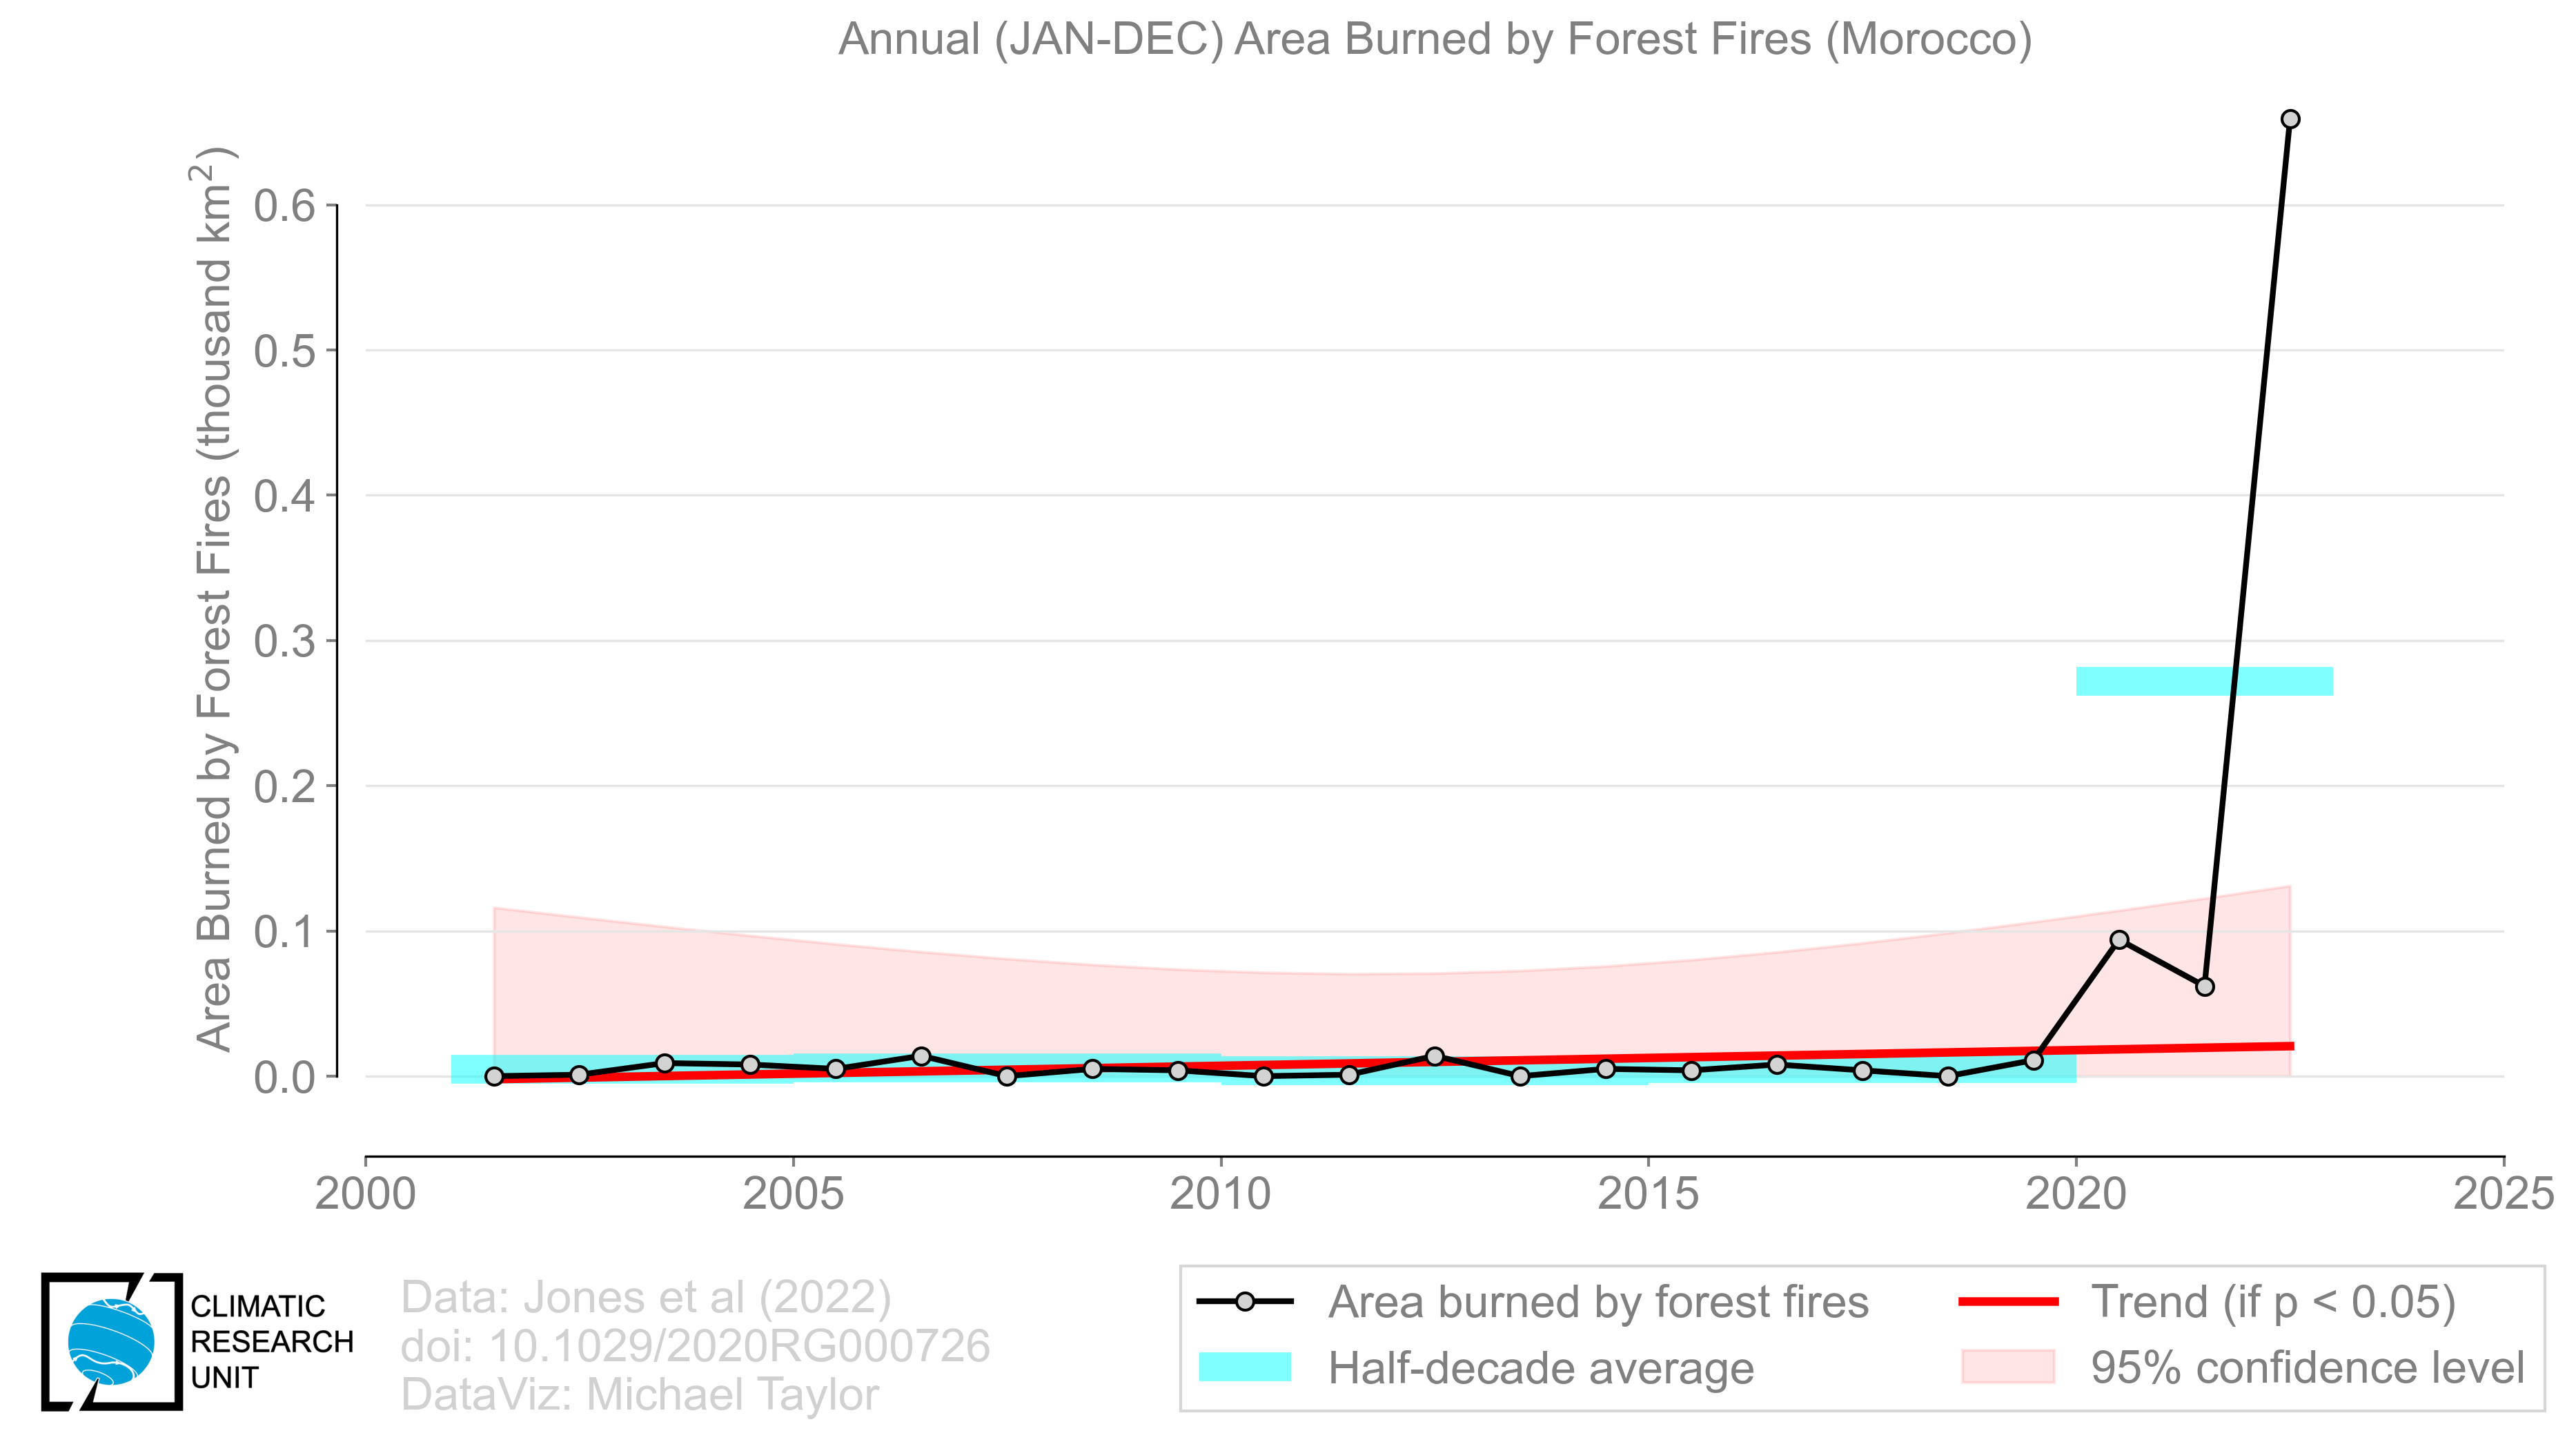 Annual (JAN-DEC) Area Burned by Forest Fires (Morocco)
Area Burned by Forest Fires (thousand km²)
0.6
0.5
0.4
0.3
0.2
0.1
0.0
2000 2005 2010 2015 2020 2025
CLIMATIC
RESEARCH
UNIT
Data: Jones et al (2022)
doi: 10.1029/2020RG000726
DataViz: Michael Taylor
Area burned by forest fires
Half-decade average
Trend (if p < 0.05)
95% confidence level